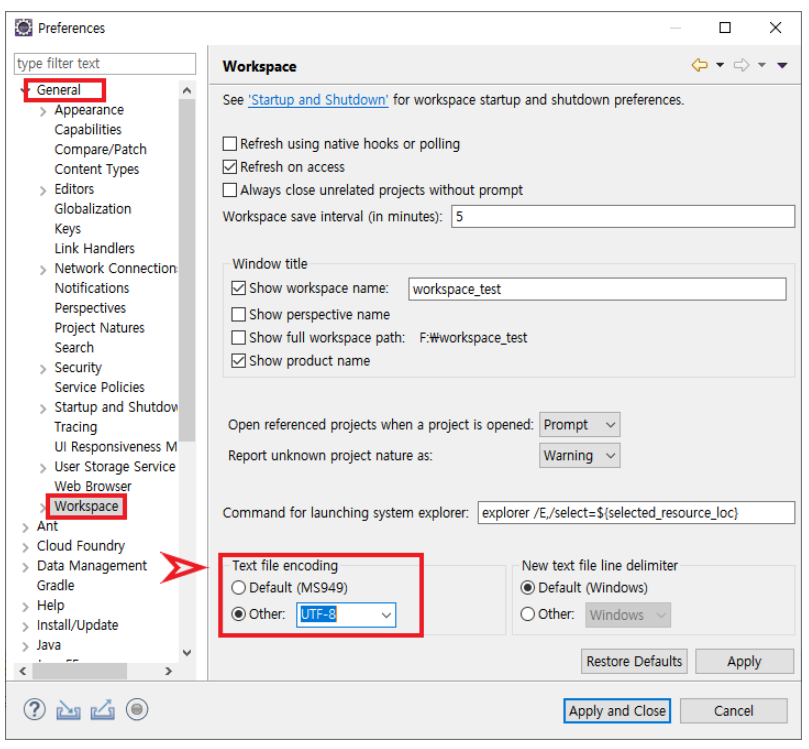 Preferences
type filter text
General
Appearance
Capabilities
Compare/Patch
Content Types
Editors
Globalization
Keys
Link Handlers
Network Connection
Notifications
Perspectives
Project Natures
Search
Security
Service Policies
Startup and Shutdow
Tracing
UI Responsiveness M
User Storage Service
Web Browser
Workspace
Ant
Cloud Foundry
Data Management
Gradle
Help
Install/Update
Java
Workspace
See 'Startup and Shutdown' for workspace startup and shutdown preferences.
Refresh using native hooks or polling
Refresh on access
Always close unrelated projects without prompt
Workspace save interval (in minutes): 5
Window title
Show workspace name: workspace_test
Show perspective name
Show full workspace path: F:₩workspace_test
Show product name
Open referenced projects when a project is opened: Prompt
Report unknown project nature as: Warning
Command for launching system explorer: explorer /E,/select=${selected_resource_loc}
Text file encoding
Default (MS949)
Other: UTF-8
New text file line delimiter
Default (Windows)
Other: Windows
Restore Defaults Apply
Apply and Close Cancel